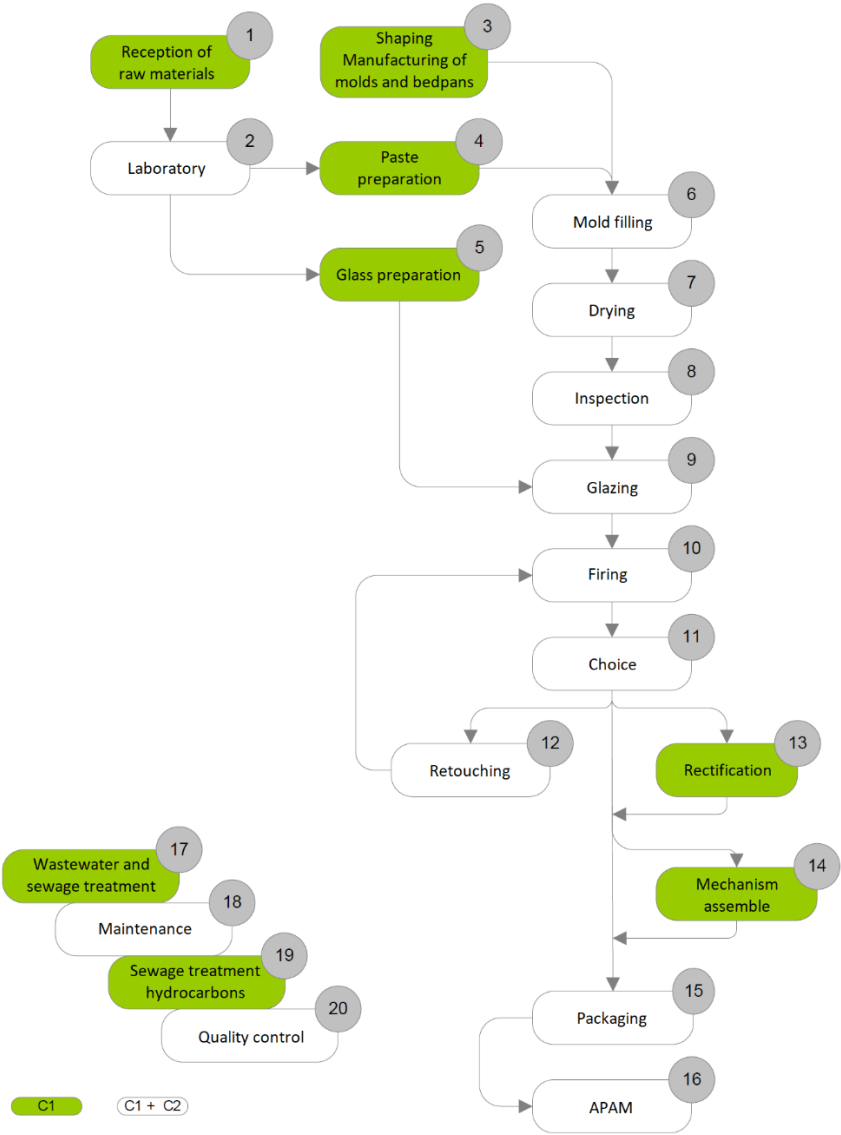 1
Reception of
raw materials
3
Shaping
Manufacturing of
molds and bedpans
2
Laboratory
4
Paste
preparation
6
Mold filling
5
Glass preparation
7
Drying
8
Inspection
9
Glazing
10
Firing
11
Choice
12
Retouching
13
Rectification
14
Mechanism
assemble
17
Wastewater and
sewage treatment
18
Maintenance
19
Sewage treatment
hydrocarbons
20
Quality control
15
Packaging
16
APAM
C1
C1 + C2